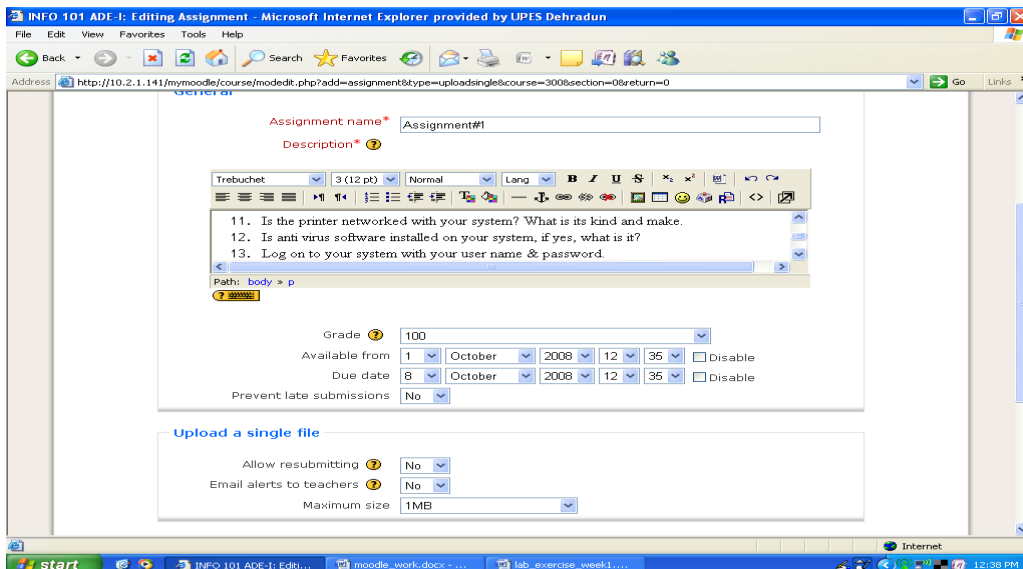 INFO 101 ADE-I: Editing Assignment - Microsoft Internet Explorer provided by UPES Dehradun
File Edit View Favorites Tools Help
Back Search Favorites
Address http://10.2.1.141/mymoodle/course/modedit.php?add=assignment&type=uploadsingle&course=300&section=0&return=0 Go Links
General
Assignment name* Assignment#1
Description* ?
Trebuchet 3 (12 pt) Normal Lang B I U S x₂ x²
11. Is the printer networked with your system? What is its kind and make.
12. Is anti virus software installed on your system, if yes, what is it?
13. Log on to your system with your user name & password.
Path: body » p
?
Grade ? 100
Available from 1 October 2008 12 35 Disable
Due date 8 October 2008 12 35 Disable
Prevent late submissions No
Upload a single file
Allow resubmitting ? No
Email alerts to teachers ? No
Maximum size 1MB
Internet
start INFO 101 ADE-I: Editi... moodle_work.docx - ... lab_exercise_week1.... 12:38 PM